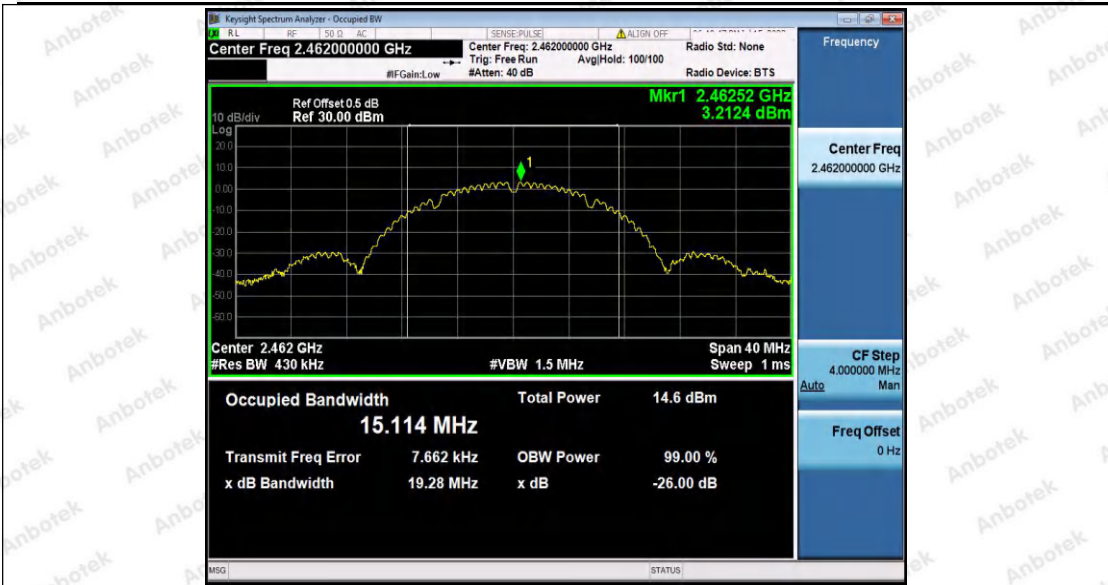 Keysight Spectrum Analyzer - Occupied BW
RL RF 50 Ω AC SENSE:PULSE ALIGN OFF
Center Freq 2.462000000 GHz
Center Freq: 2.462000000 GHz
Radio Std: None
Trig: Free Run Avg|Hold: 100/100
#IFGain:Low #Atten: 40 dB Radio Device: BTS
Mkr1 2.46252 GHz
3.2124 dBm
Ref Offset 0.5 dB
10 dB/div Ref 30.00 dBm
Log
20.0
10.0
1
0.00
-10.0
-20.0
-30.0
-40.0
-50.0
-60.0
Center 2.462 GHz Span 40 MHz
#Res BW 430 kHz #VBW 1.5 MHz Sweep 1 ms
Occupied Bandwidth Total Power 14.6 dBm
15.114 MHz
Transmit Freq Error 7.662 kHz OBW Power 99.00 %
x dB Bandwidth 19.28 MHz x dB -26.00 dB
MSG STATUS
Frequency
Center Freq
2.462000000 GHz
CF Step
4.000000 MHz
Auto Man
Freq Offset
0 Hz
Anbotek